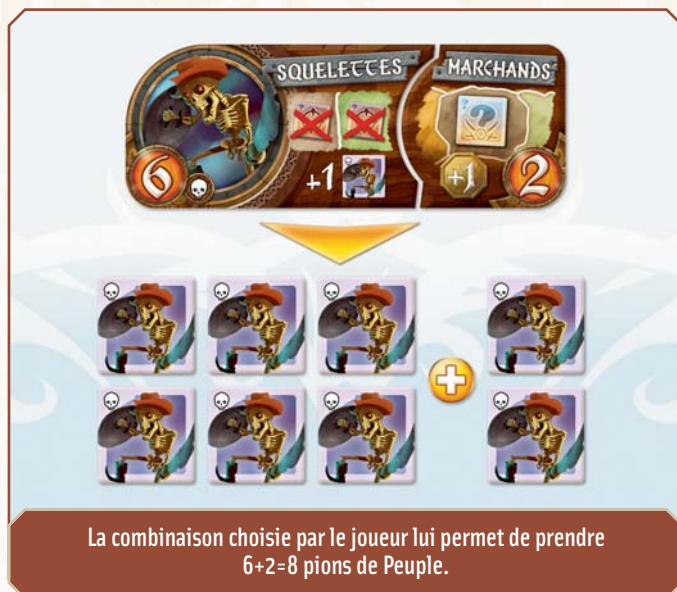 SQUELETTES MARCHANDS
6 +1 +1 2
La combinaison choisie par le joueur lui permet de prendre
6+2=8 pions de Peuple.